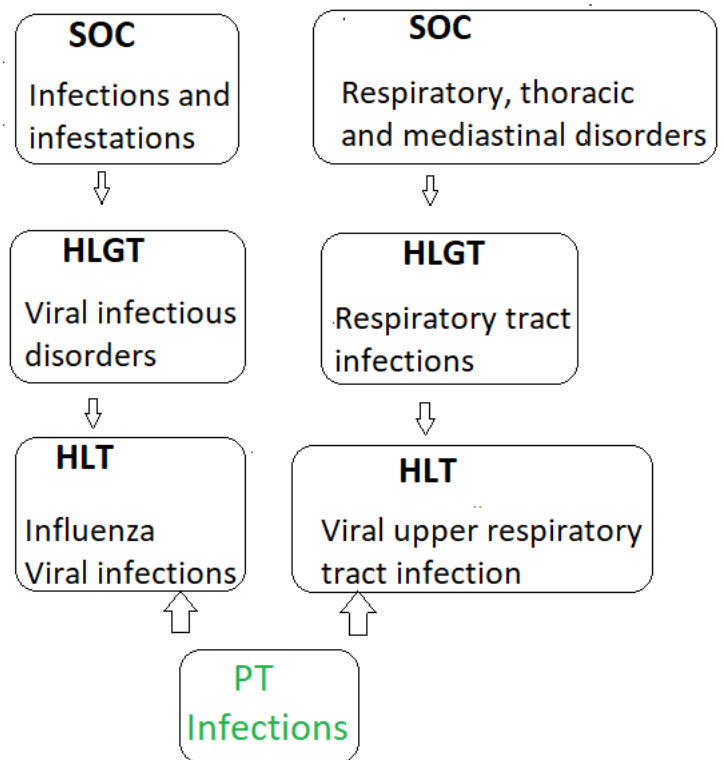 SOC
Infections and
infestations
SOC
Respiratory, thoracic
and mediastinal disorders
HLGT
Viral infectious
disorders
HLGT
Respiratory tract
infections
HLT
Influenza
Viral infections
HLT
Viral upper respiratory
tract infection
PT
Infections